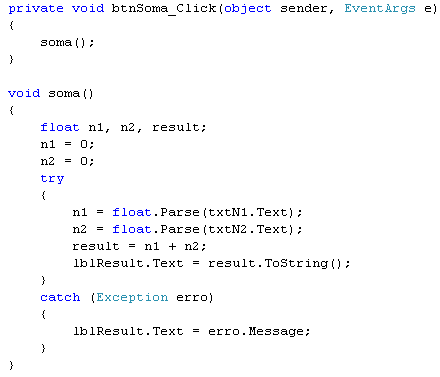 private void btnSoma_Click(object sender, EventArgs e)
{
    soma();
}

void soma()
{
    float n1, n2, result;
    n1 = 0;
    n2 = 0;
    try
    {
        n1 = float.Parse(txtN1.Text);
        n2 = float.Parse(txtN2.Text);
        result = n1 + n2;
        lblResult.Text = result.ToString();
    }
    catch (Exception erro)
    {
        lblResult.Text = erro.Message;
    }
}